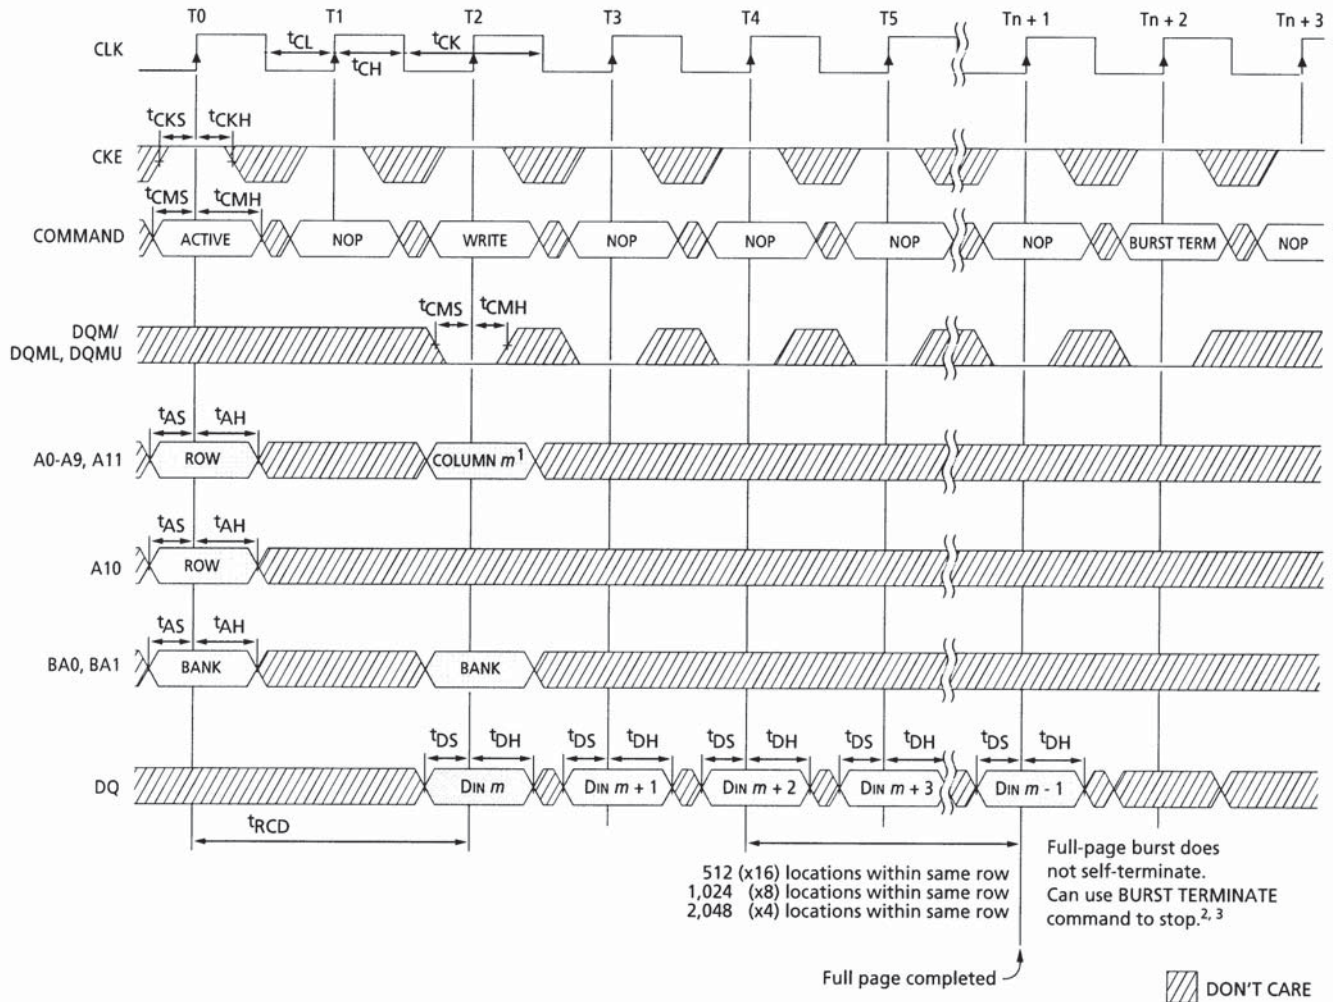 T0 T1 T2 T3 T4 T5 Tn + 1 Tn + 2 Tn + 3
CLK tCL tCH tCK
tCKS tCKH
CKE
tCMS tCMH
COMMAND ACTIVE NOP WRITE NOP NOP NOP NOP BURST TERM NOP
tCMS tCMH
DQM/
DQML, DQMU
tAS tAH
A0-A9, A11 ROW COLUMN m1
tAS tAH
A10 ROW
tAS tAH
BA0, BA1 BANK BANK
tDS tDH tDS tDH tDS tDH tDS tDH tDS tDH
DQ DIN m DIN m + 1 DIN m + 2 DIN m + 3 DIN m - 1
tRCD
512 (x16) locations within same row
1,024 (x8) locations within same row
2,048 (x4) locations within same row
Full-page burst does
not self-terminate.
Can use BURST TERMINATE
command to stop.2, 3
Full page completed
DON'T CARE